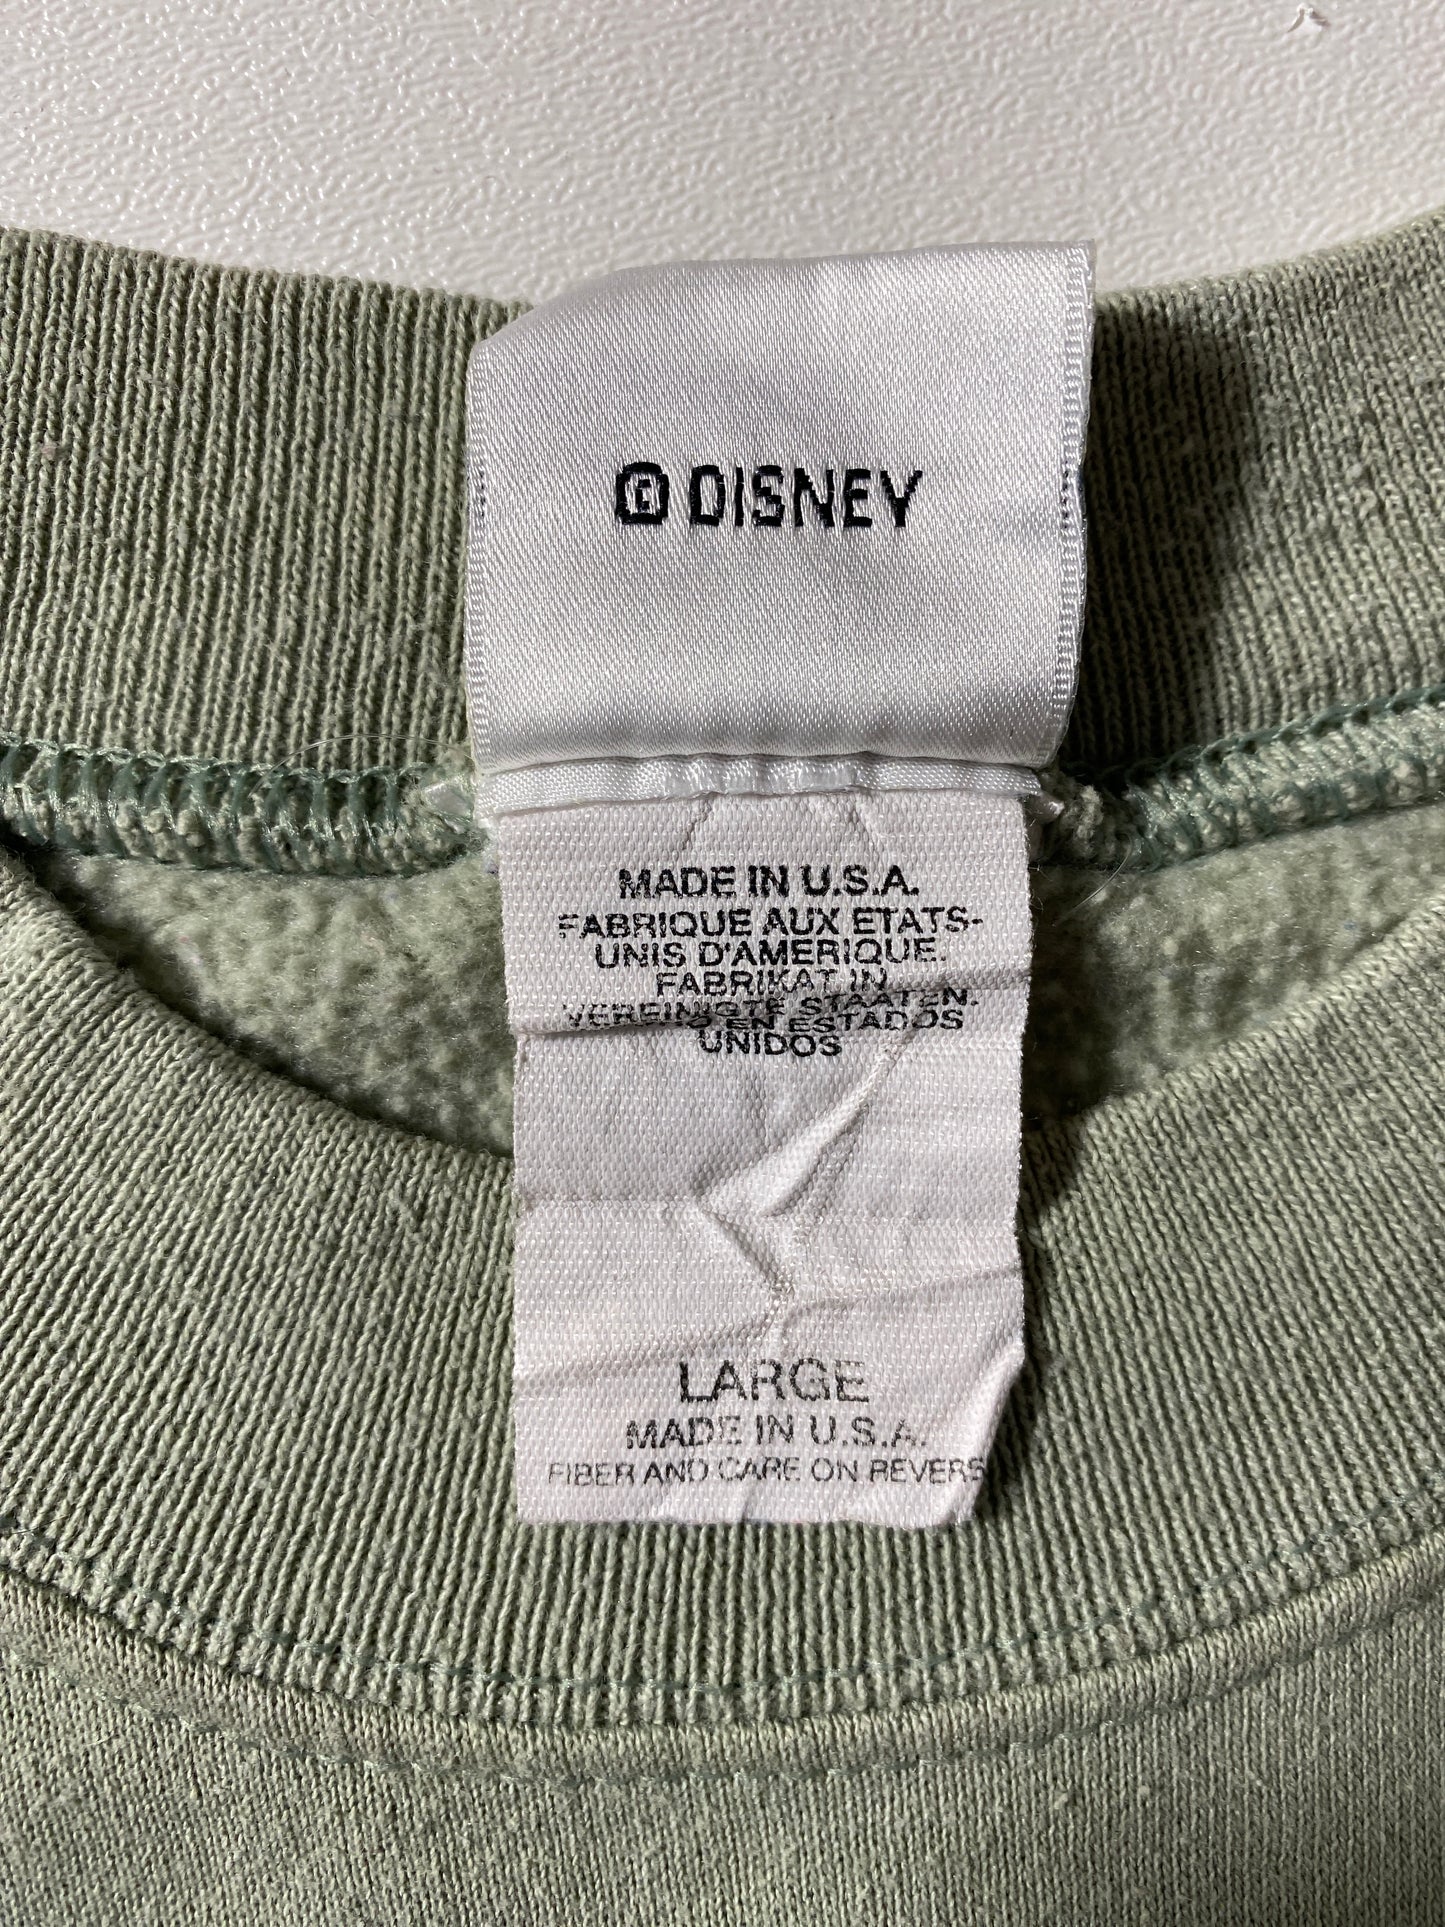 © DISNEY
MADE IN U.S.A.
FABRIQUE AUX ETATS-
UNIS D'AMERIQUE.
FABRIKAT IN
VEREINIGTE STAATEN.
EN ESTADOS
UNIDOS
LARGE
MADE IN U.S.A.
FIBER AND CARE ON REVERS